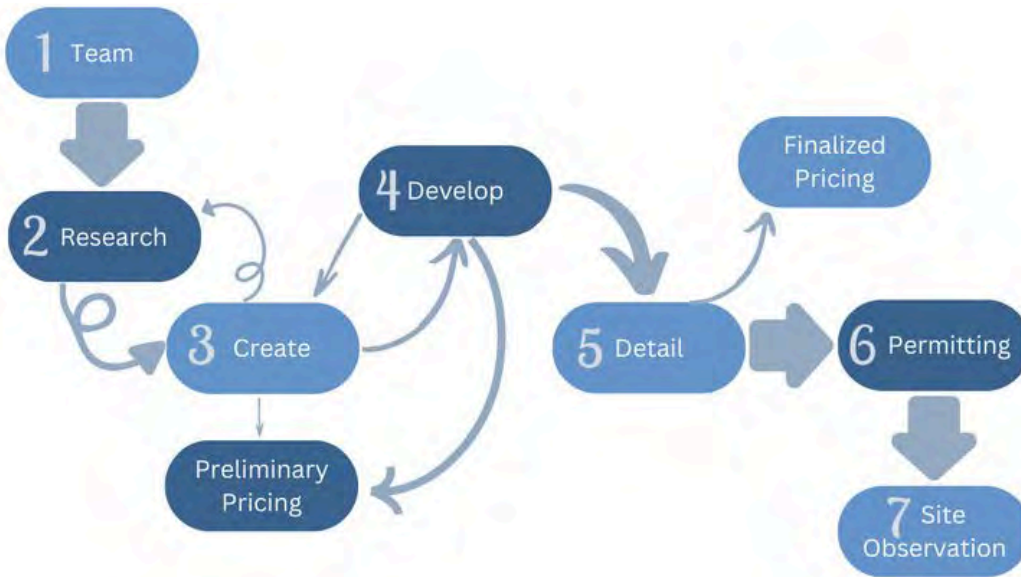 1 Team
2 Research
3 Create
Preliminary
Pricing
4 Develop
5 Detail
Finalized
Pricing
6 Permitting
7 Site
Observation